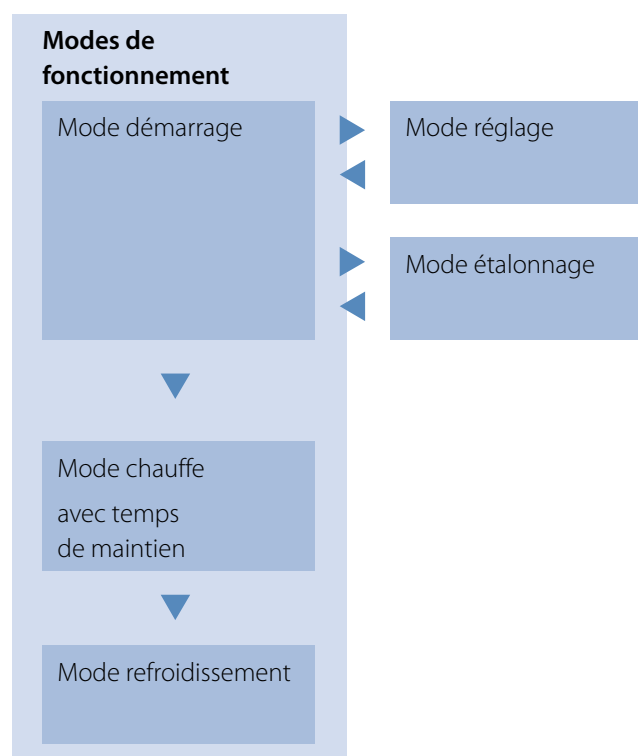 Modes de
fonctionnement
Mode démarrage
Mode réglage
Mode étalonnage
Mode chauffe
avec temps
de maintien
Mode refroidissement